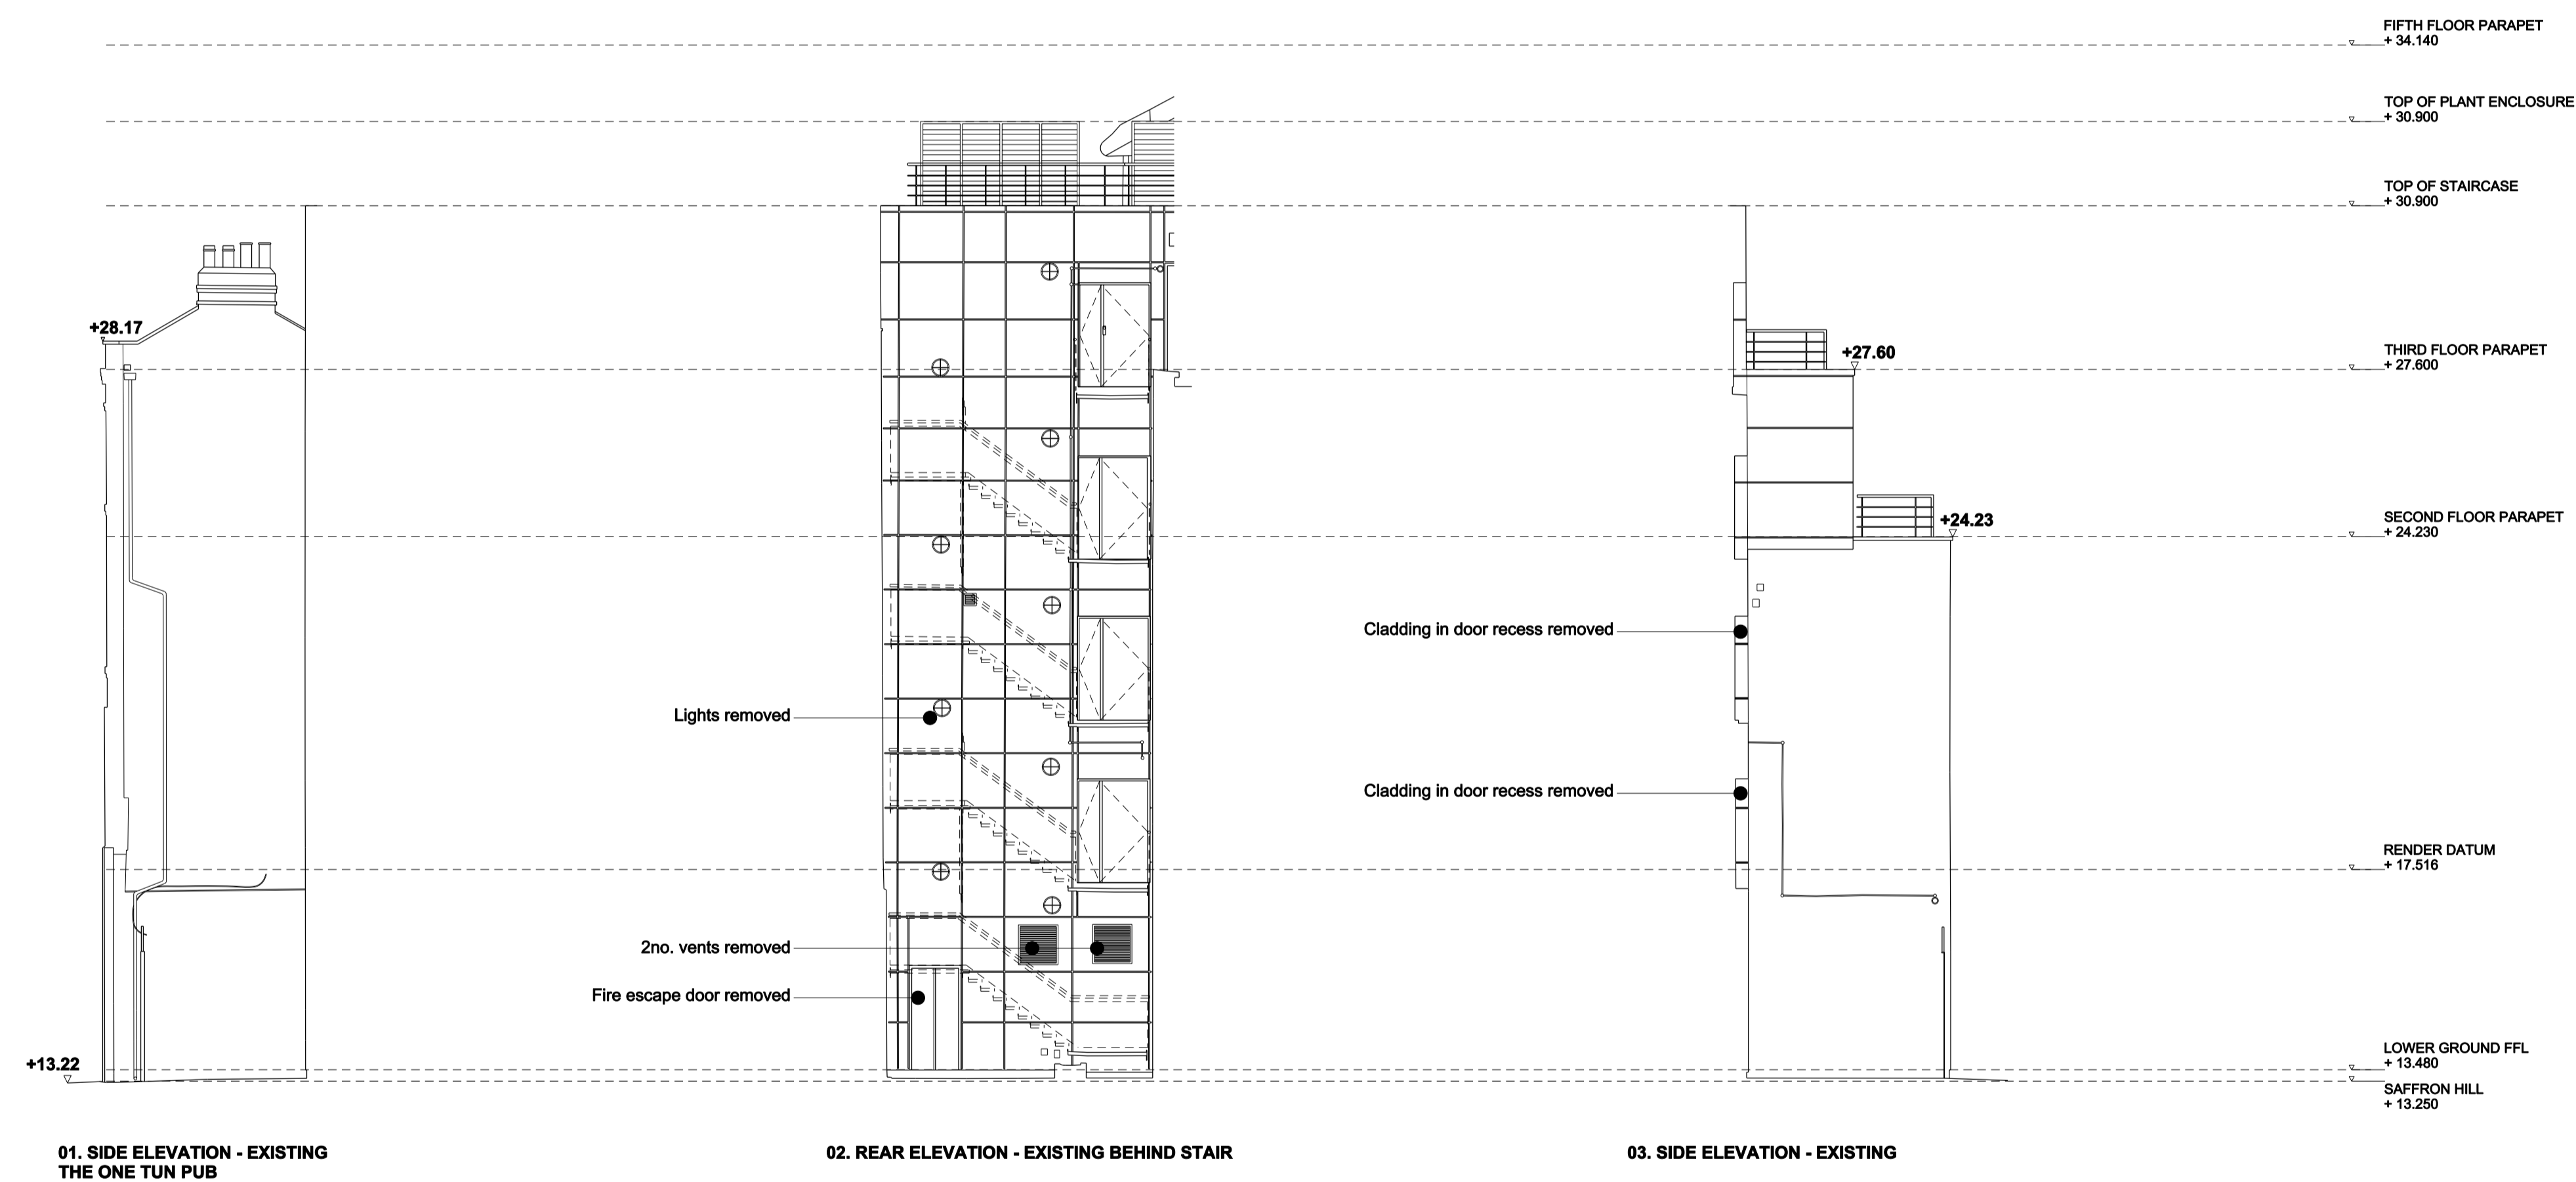 FIFTH FLOOR PARAPET
+ 34.140
TOP OF PLANT ENCLOSURE
+ 30.900
TOP OF STAIRCASE
+ 30.900
+28.17
THIRD FLOOR PARAPET
+ 27.600
+27.60
SECOND FLOOR PARAPET
+ 24.230
+24.23
Cladding in door recess removed
Lights removed
Cladding in door recess removed
RENDER DATUM
+ 17.516
2no. vents removed
Fire escape door removed
+13.22
LOWER GROUND FFL
+ 13.480
SAFFRON HILL
+ 13.250
01. SIDE ELEVATION - EXISTING
THE ONE TUN PUB
02. REAR ELEVATION - EXISTING BEHIND STAIR
03. SIDE ELEVATION - EXISTING